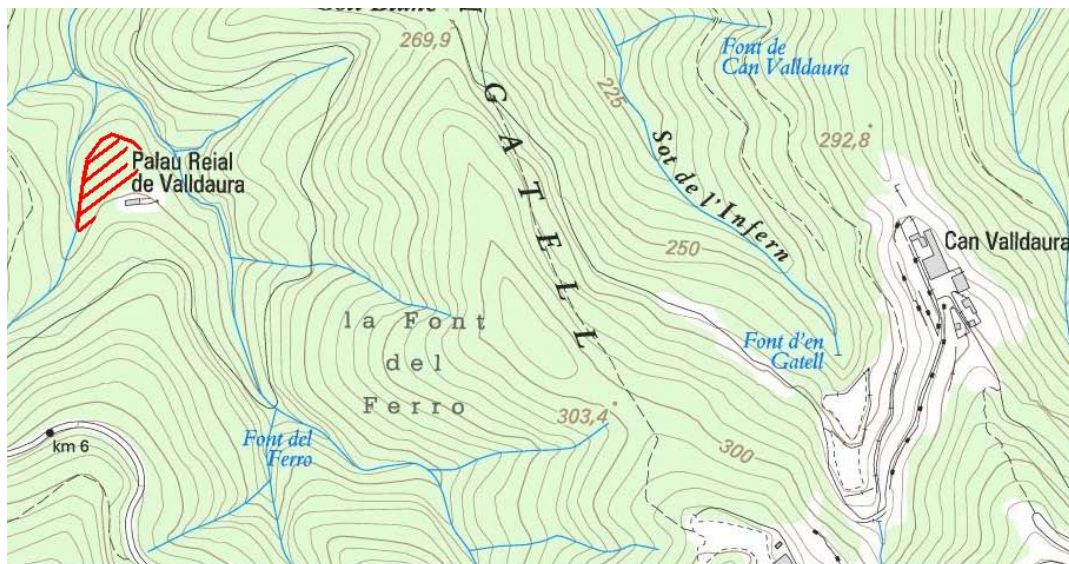 269,9
GATELL
225
Font de
Can Valldaura
292,8
Sot de l'Infern
Palau Reial
de Valldaura
250
Can Valldaura
la Font
del
Ferro
Font d'en
Gatell
303,4
300
km 6
Font del
Ferro